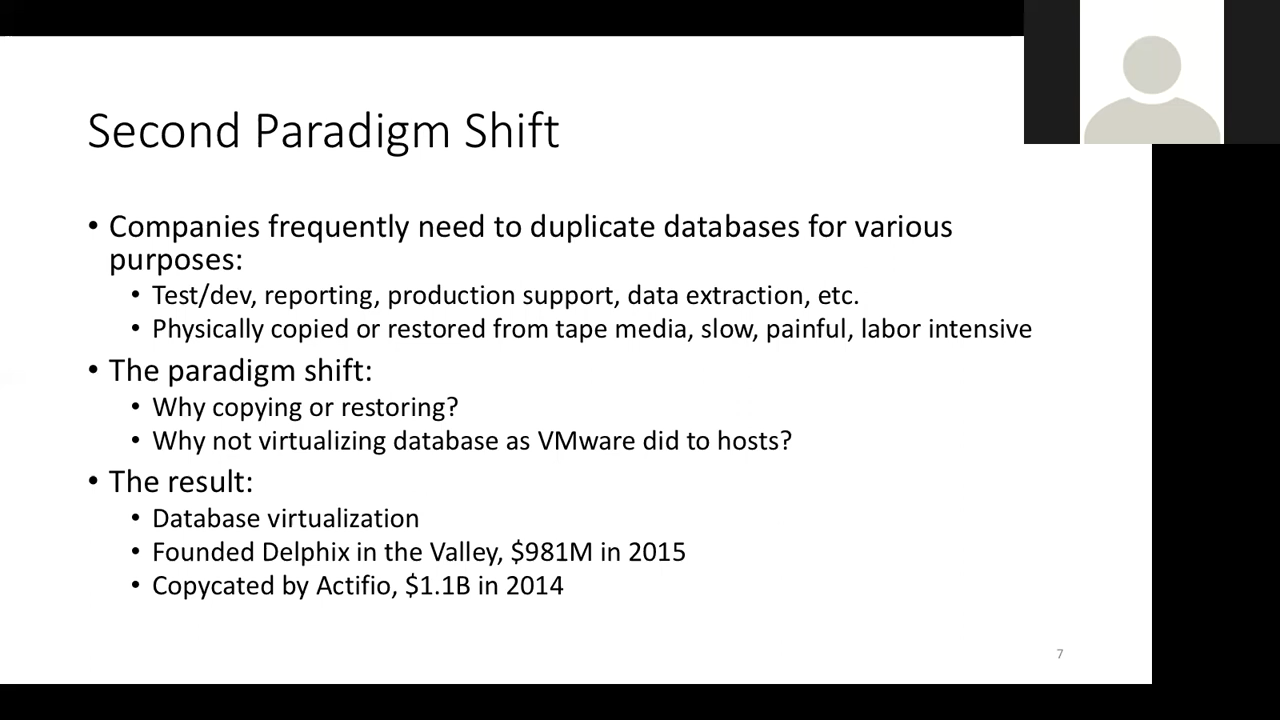 Second Paradigm Shift
• Companies frequently need to duplicate databases for various
purposes:
• Test/dev, reporting, production support, data extraction, etc.
• Physically copied or restored from tape media, slow, painful, labor intensive
• The paradigm shift:
• Why copying or restoring?
• Why not virtualizing database as VMware did to hosts?
• The result:
• Database virtualization
• Founded Delphix in the Valley, $981M in 2015
• Copycated by Actifio, $1.1B in 2014
7